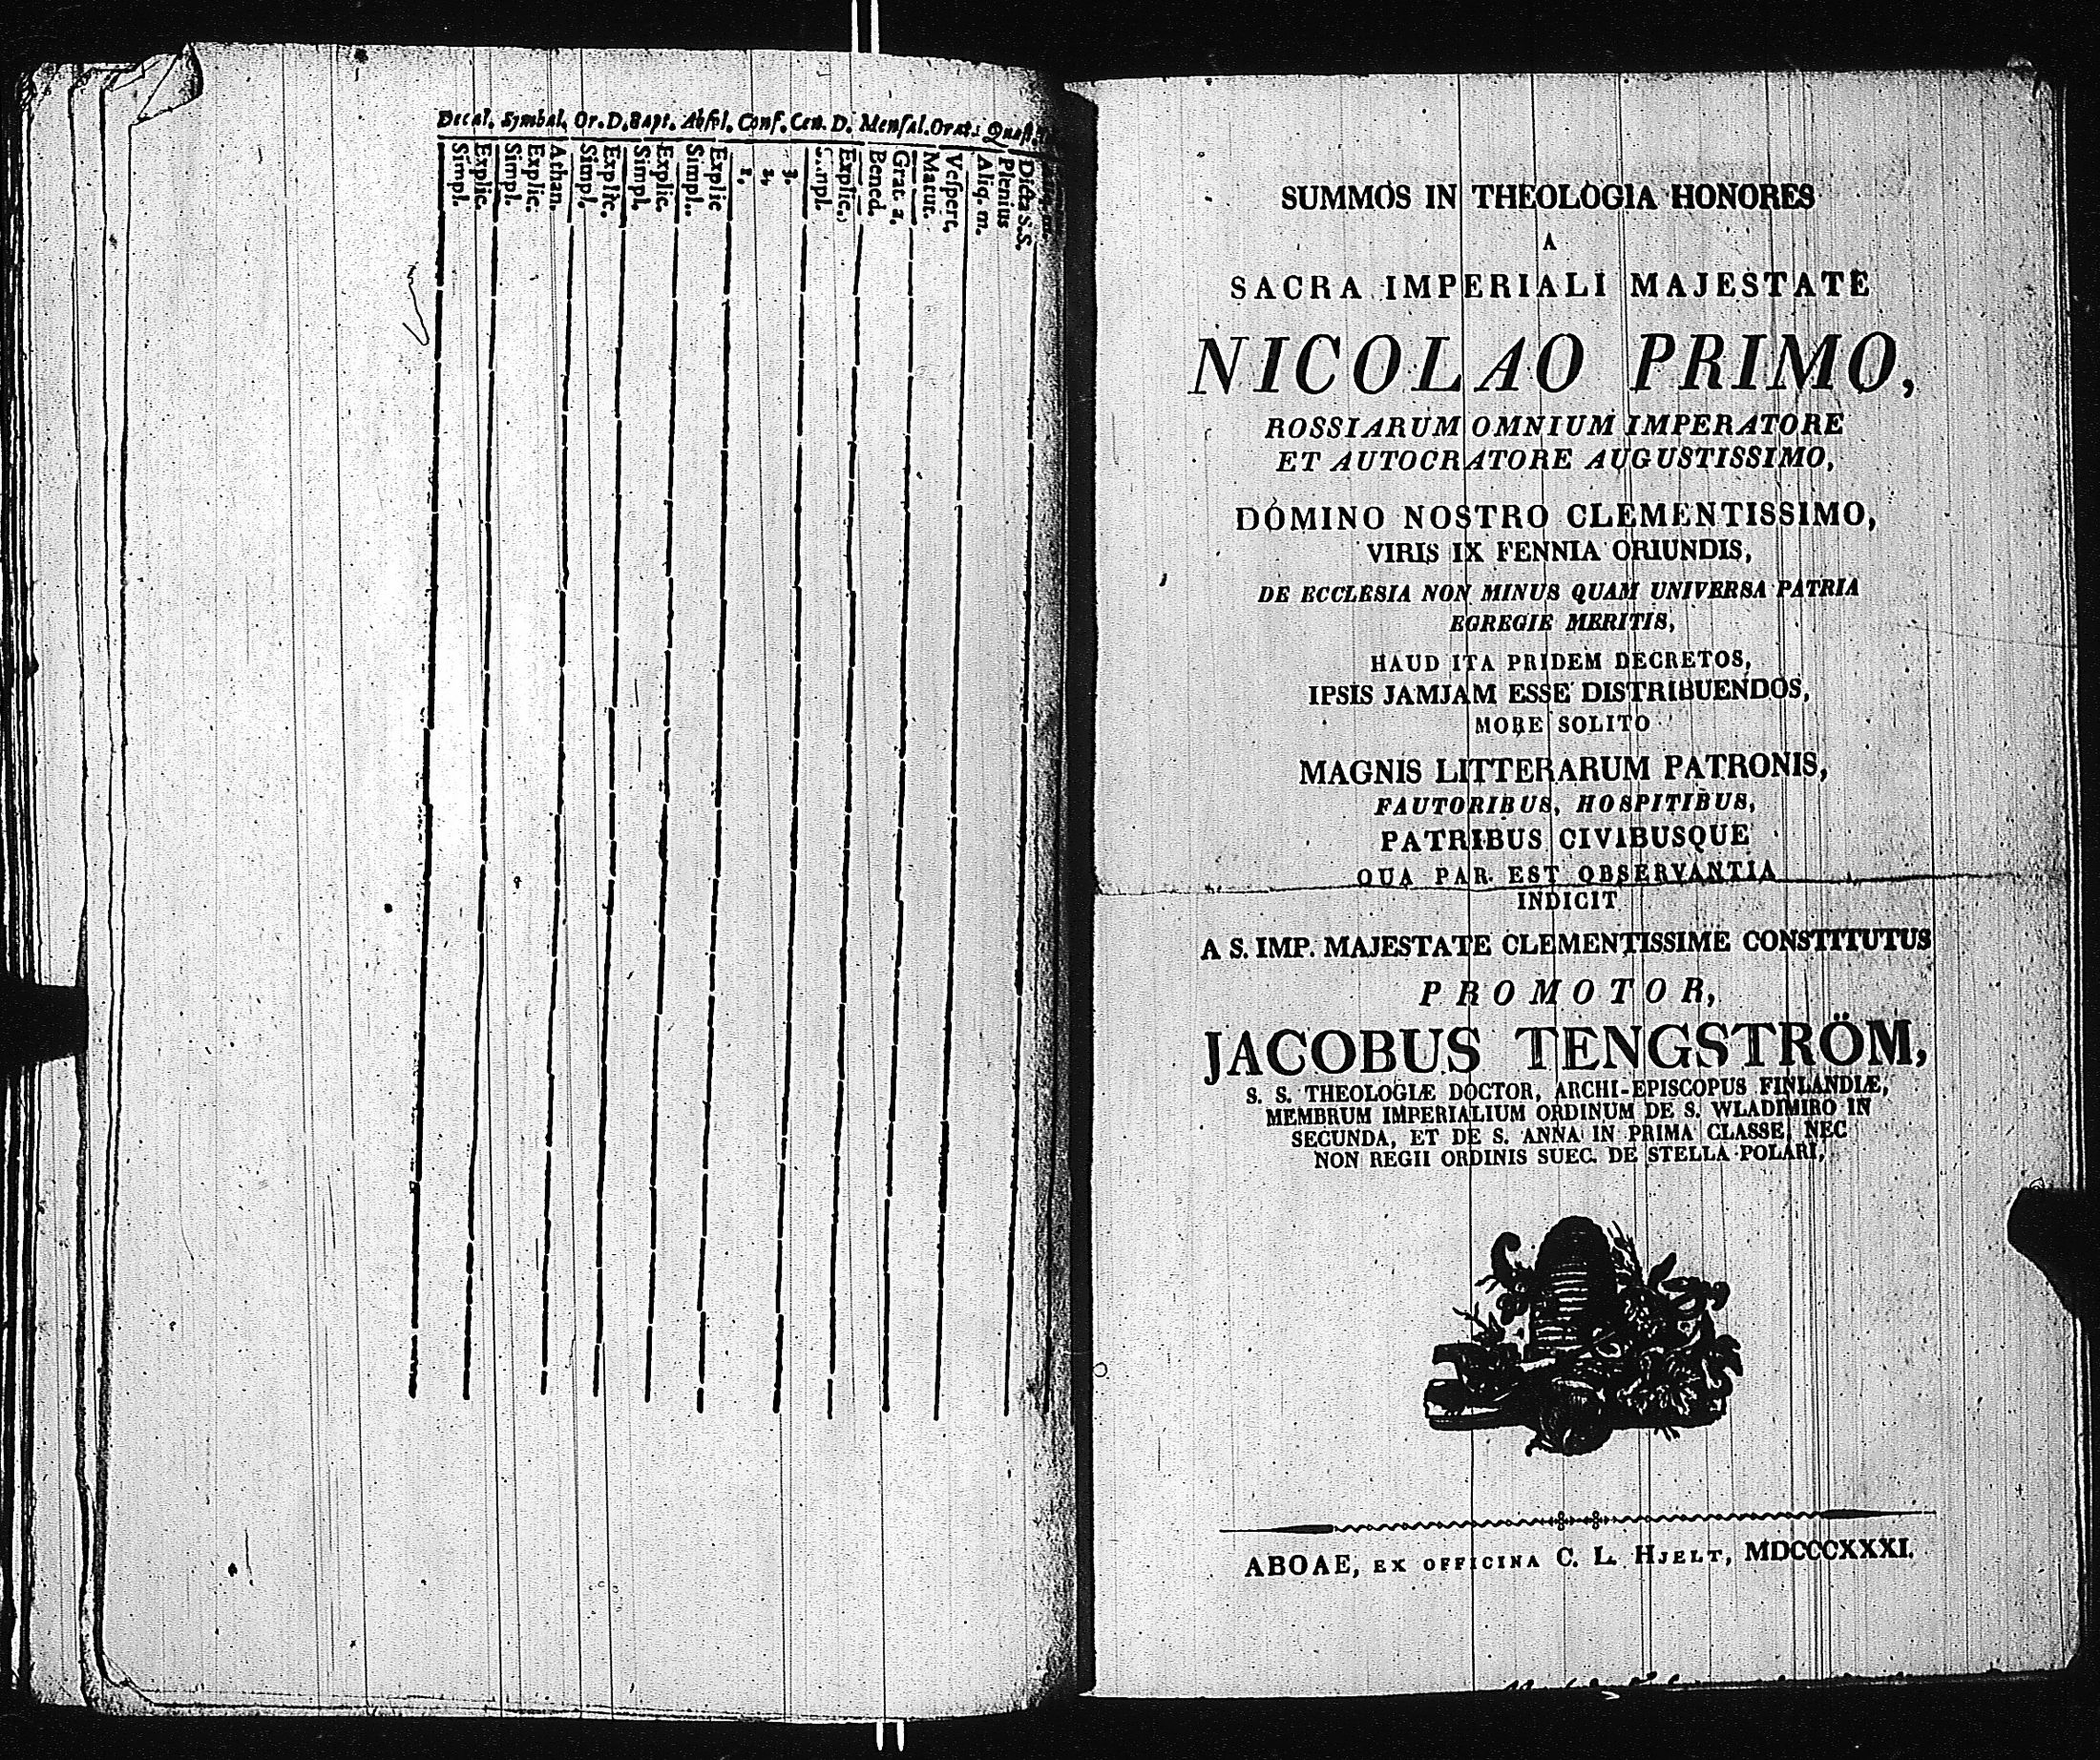 Decal. Symbal. Or. D. Bapt. Absol. Conf. Cœn. D. Mensal. Orat. Quæst.
Simpl.
Explic.
Simpl.
Explic.
Athan.
Simpl.
Explic.
Simpl.
Explic.
Simpl.
Explic
1.
2,
3.
Explic.
Bened.
Grat. 2.
Matut.
Vespert.
Aliq. m.
Plenius
Dicta S.S.
SUMMOS IN THEOLOGIA HONORES
A
SACRA IMPERIALI MAJESTATE
NICOLAO PRIMO,
ROSSIARUM OMNIUM IMPERATORE
ET AUTOCRATORE AUGUSTISSIMO,
DOMINO NOSTRO CLEMENTISSIMO,
VIRIS IX FENNIA ORIUNDIS,
DE ECCLESIA NON MINUS QUAM UNIVERSA PATRIA
EGREGIE MERITIS,
HAUD ITA PRIDEM DECRETOS,
IPSIS JAMJAM ESSE DISTRIBUENDOS,
MORE SOLITO
MAGNIS LITTERARUM PATRONIS,
FAUTORIBUS, HOSPITIBUS,
PATRIBUS CIVIBUSQUE
QUA PAR EST OBSERVANTIA
INDICIT
A S. IMP. MAJESTATE CLEMENTISSIME CONSTITUTUS
PROMOTOR,
JACOBUS TENGSTRÖM,
S. S. THEOLOGIÆ DOCTOR, ARCHI-EPISCOPUS FINLANDIÆ,
MEMBRUM IMPERIALIUM ORDINUM DE S. WLADIMIRO IN
SECUNDA, ET DE S. ANNA IN PRIMA CLASSE, NEC
NON REGII ORDINIS SUEC. DE STELLA POLARI,
ABOAE, EX OFFICINA C. L. HJELT, MDCCCXXXI.